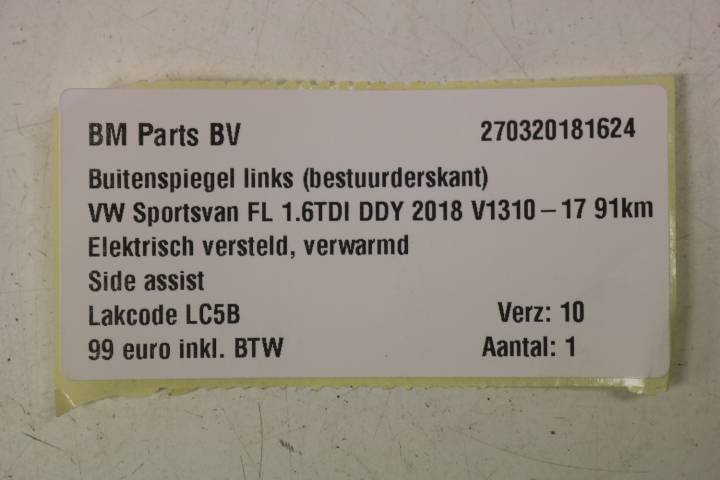 BM Parts BV 270320181624
Buitenspiegel links (bestuurderskant)
VW Sportsvan FL 1.6TDI DDY 2018 V1310 – 17 91km
Elektrisch versteld, verwarmd
Side assist
Lakcode LC5B Verz: 10
99 euro inkl. BTW Aantal: 1